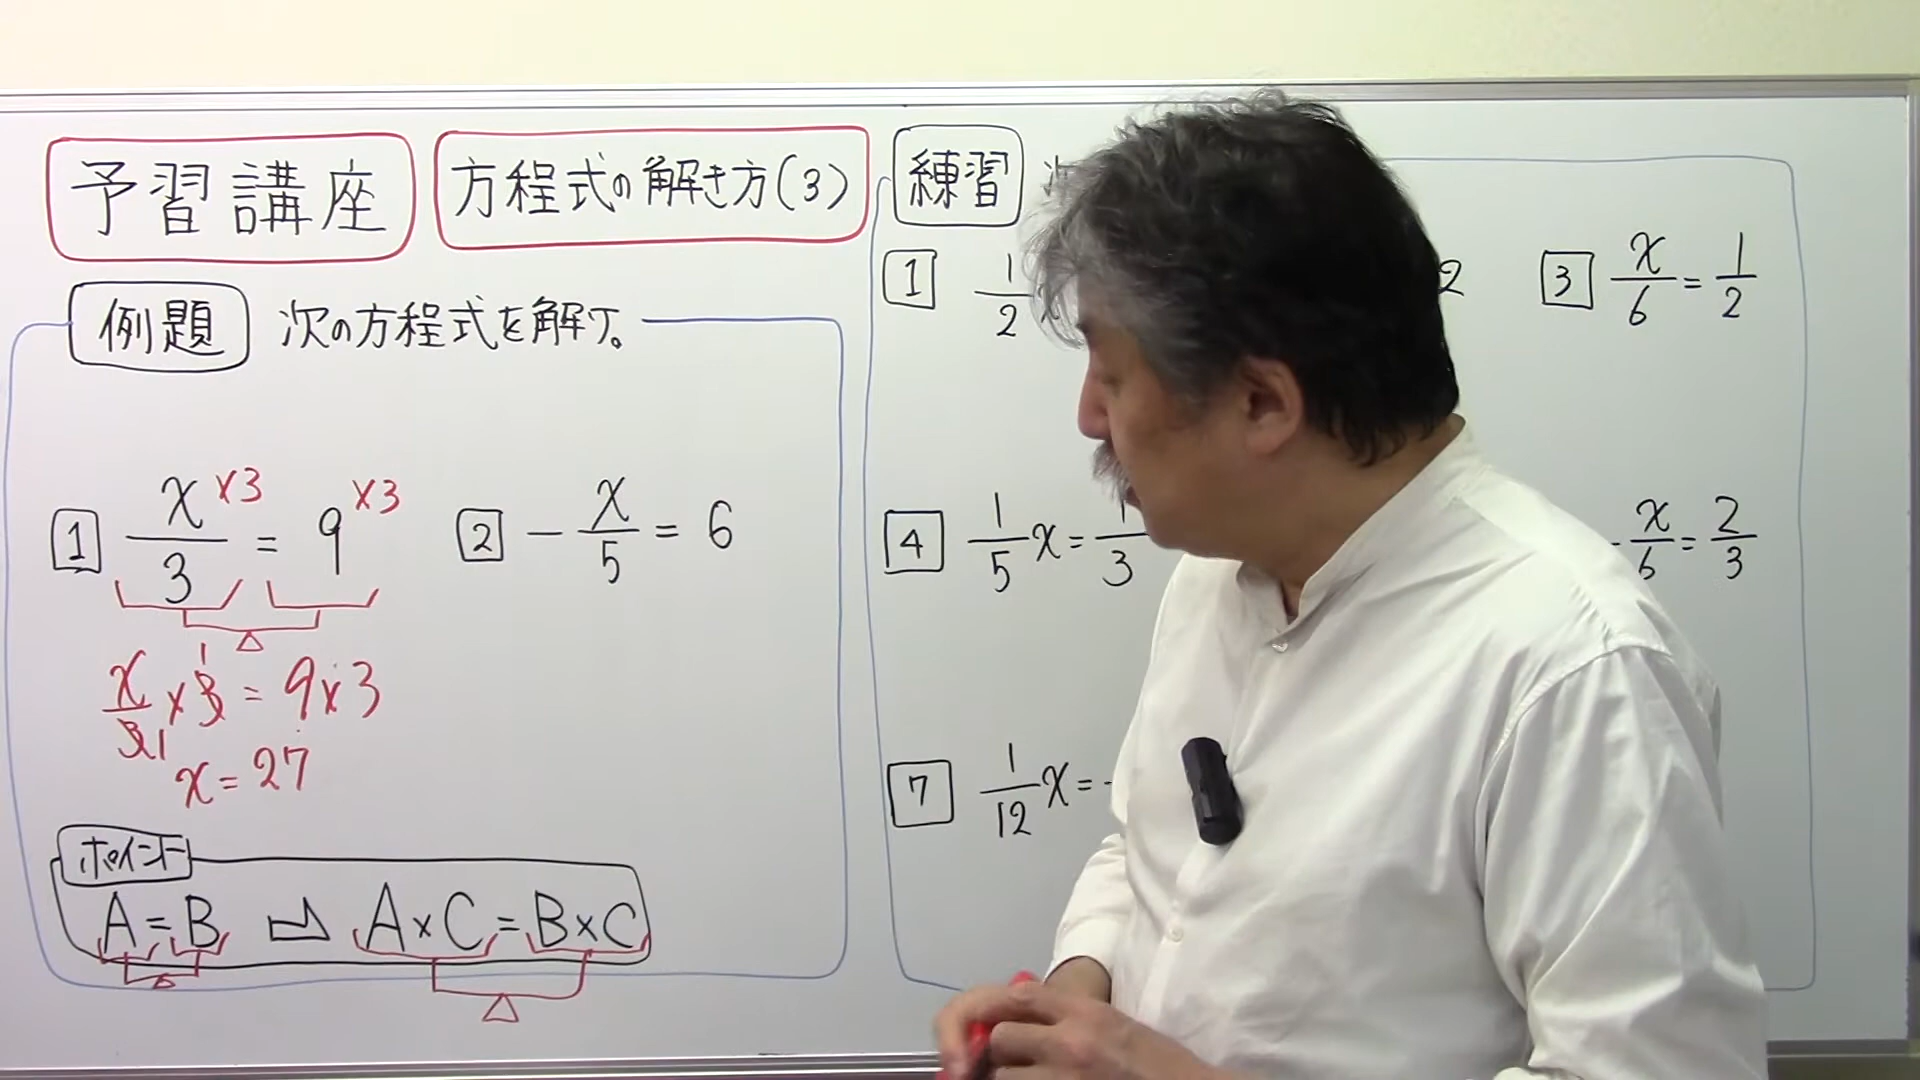 予習講座
方程式の解き方(3)
例題 次の方程式を解け。
1 x/3 ×3 = 9 ×3
x/3 1 × 3 1 = 9×3
x = 27
2 -x/5 = 6
ポイント
A = B A×C = B×C
練習
1 1/2 x
2
3 x/6 = 1/2
4 1/5 x = 1/3
-x/6 = 2/3
7 1/12 x = -